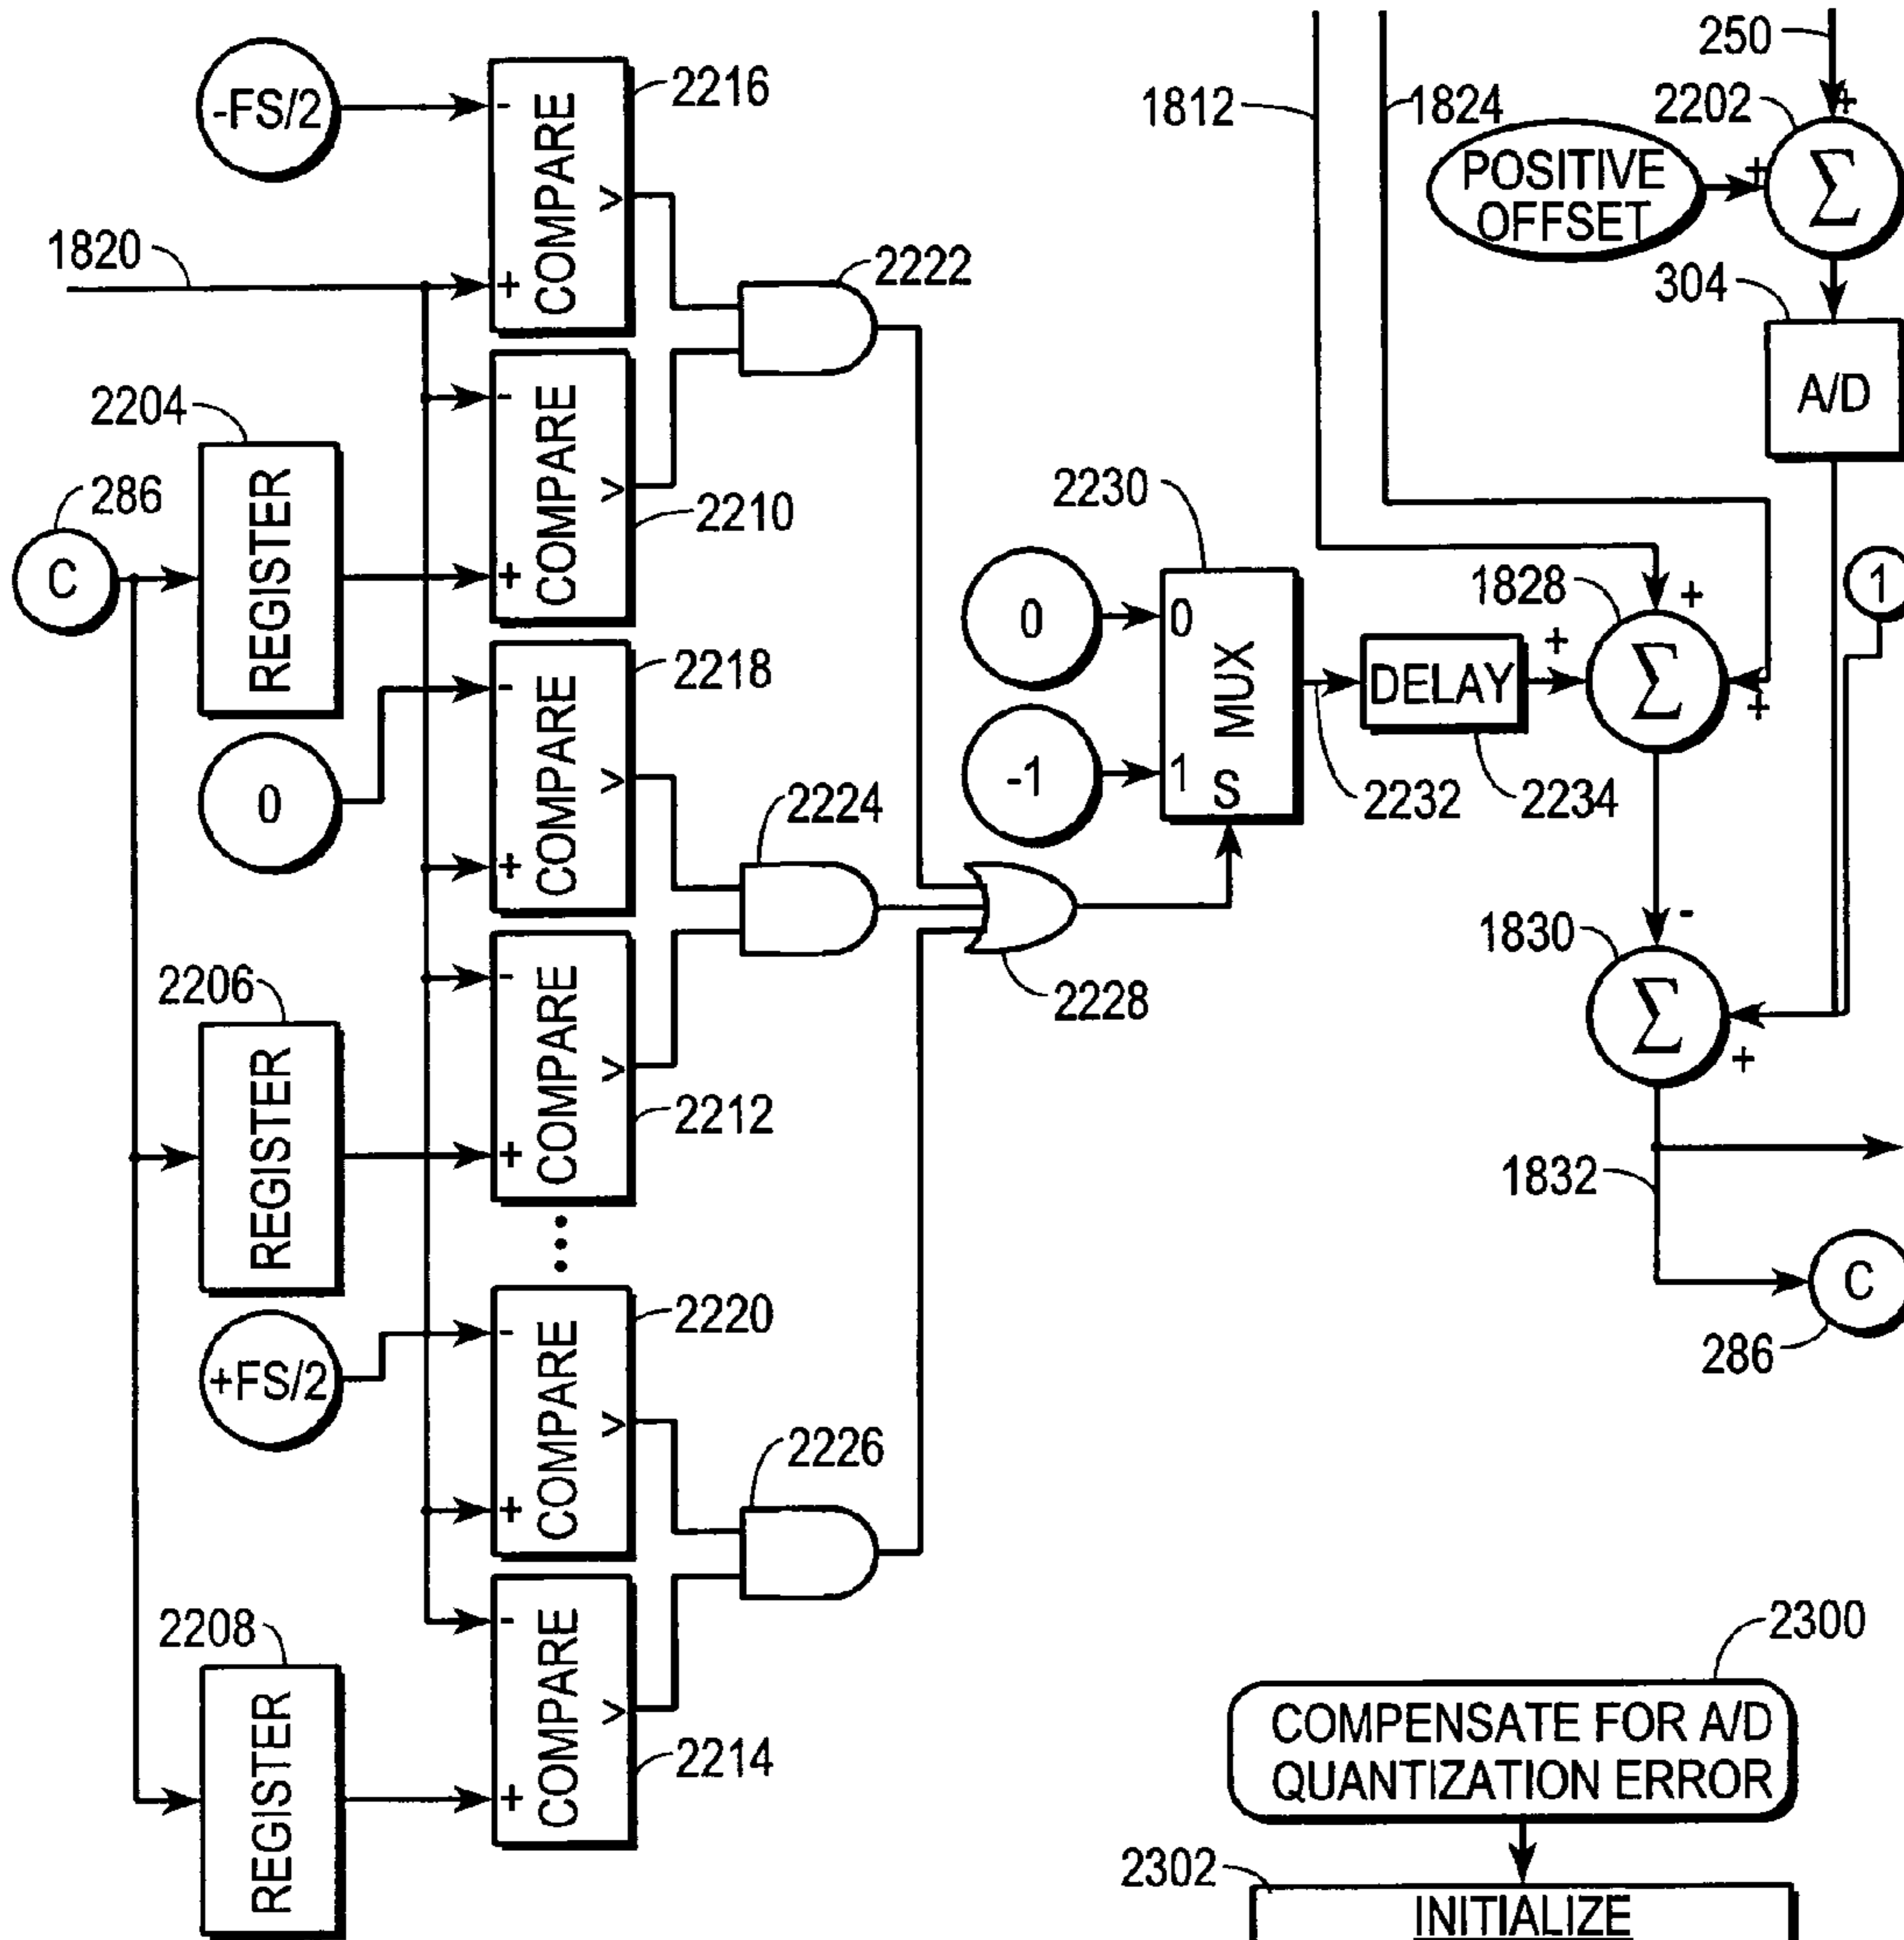 -FS/2
-
COMPARE
>
+
2216
1820
2222
-
COMPARE
>
+
2210
2204
REGISTER
286
C
0
-
COMPARE
>
+
2218
2224
2206
REGISTER
-
COMPARE
>
+
2212
...
+FS/2
-
COMPARE
>
+
2220
2226
2208
REGISTER
-
COMPARE
>
+
2214
2228
0
-1
2230
0
1
S
MUX
2232
DELAY
2234
1812
1824
250
2202
+
POSITIVE
OFFSET
+
Σ
304
A/D
1
1828
+
+
Σ
+
-
1830
Σ
+
1832
C
286
2300
COMPENSATE FOR A/D
QUANTIZATION ERROR
2302
INITIALIZE